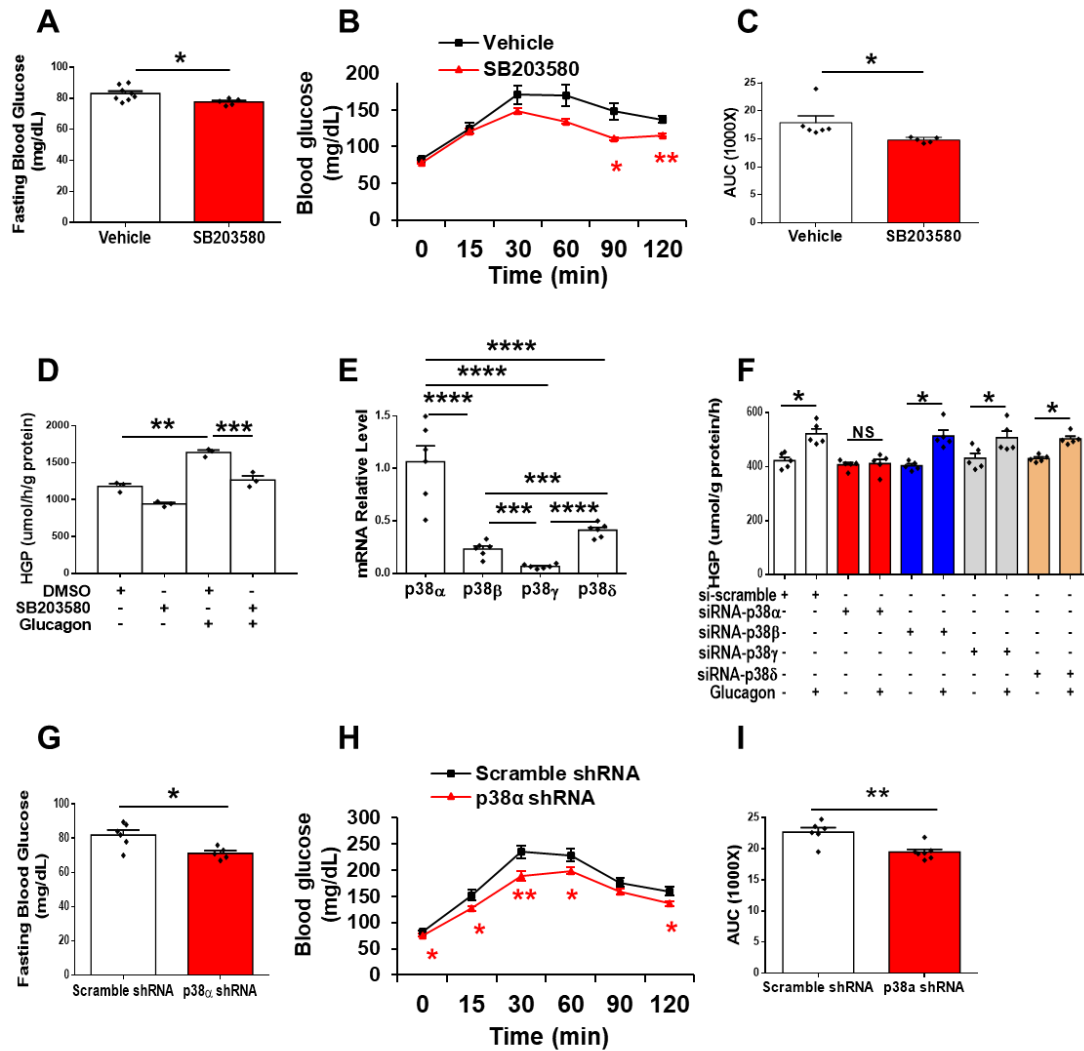 A
Fasting Blood Glucose
(mg/dL)
100
80
60
40
20
0
*
Vehicle
SB203580
B
Vehicle
SB203580
Blood glucose
(mg/dL)
200
150
100
50
0
*
**
0 15 30 60 90 120
Time (min)
C
AUC (1000X)
25
20
15
10
5
0
*
Vehicle
SB203580
D
HGP (umol/h/g protein)
1900
1500
1000
500
0
**
***
DMSO + - + -
SB203580 - + - +
Glucagon - - + +
E
mRNA Relative Level
1.5
1.0
0.5
0.0
****
****
****
***
***
****
p38α p38β p38γ p38δ
F
HGP (umol/g protein/h)
600
400
200
0
*
NS
*
*
*
si-scramble + + - - - - - - - -
siRNA-p38α - - + + - - - - - -
siRNA-p38β - - - - + + - - - -
siRNA-p38γ - - - - - - + + - -
siRNA-p38δ - - - - - - - - + +
Glucagon - + - + - + - + - +
G
Fasting Blood Glucose
(mg/dL)
100
80
60
40
20
0
*
Scramble shRNA p38α shRNA
H
Scramble shRNA
p38α shRNA
Blood glucose
(mg/dL)
300
250
200
150
100
50
0
*
*
**
*
*
0 15 30 60 90 120
Time (min)
I
AUC (1000X)
25
20
15
10
5
0
**
Scramble shRNA p38a shRNA